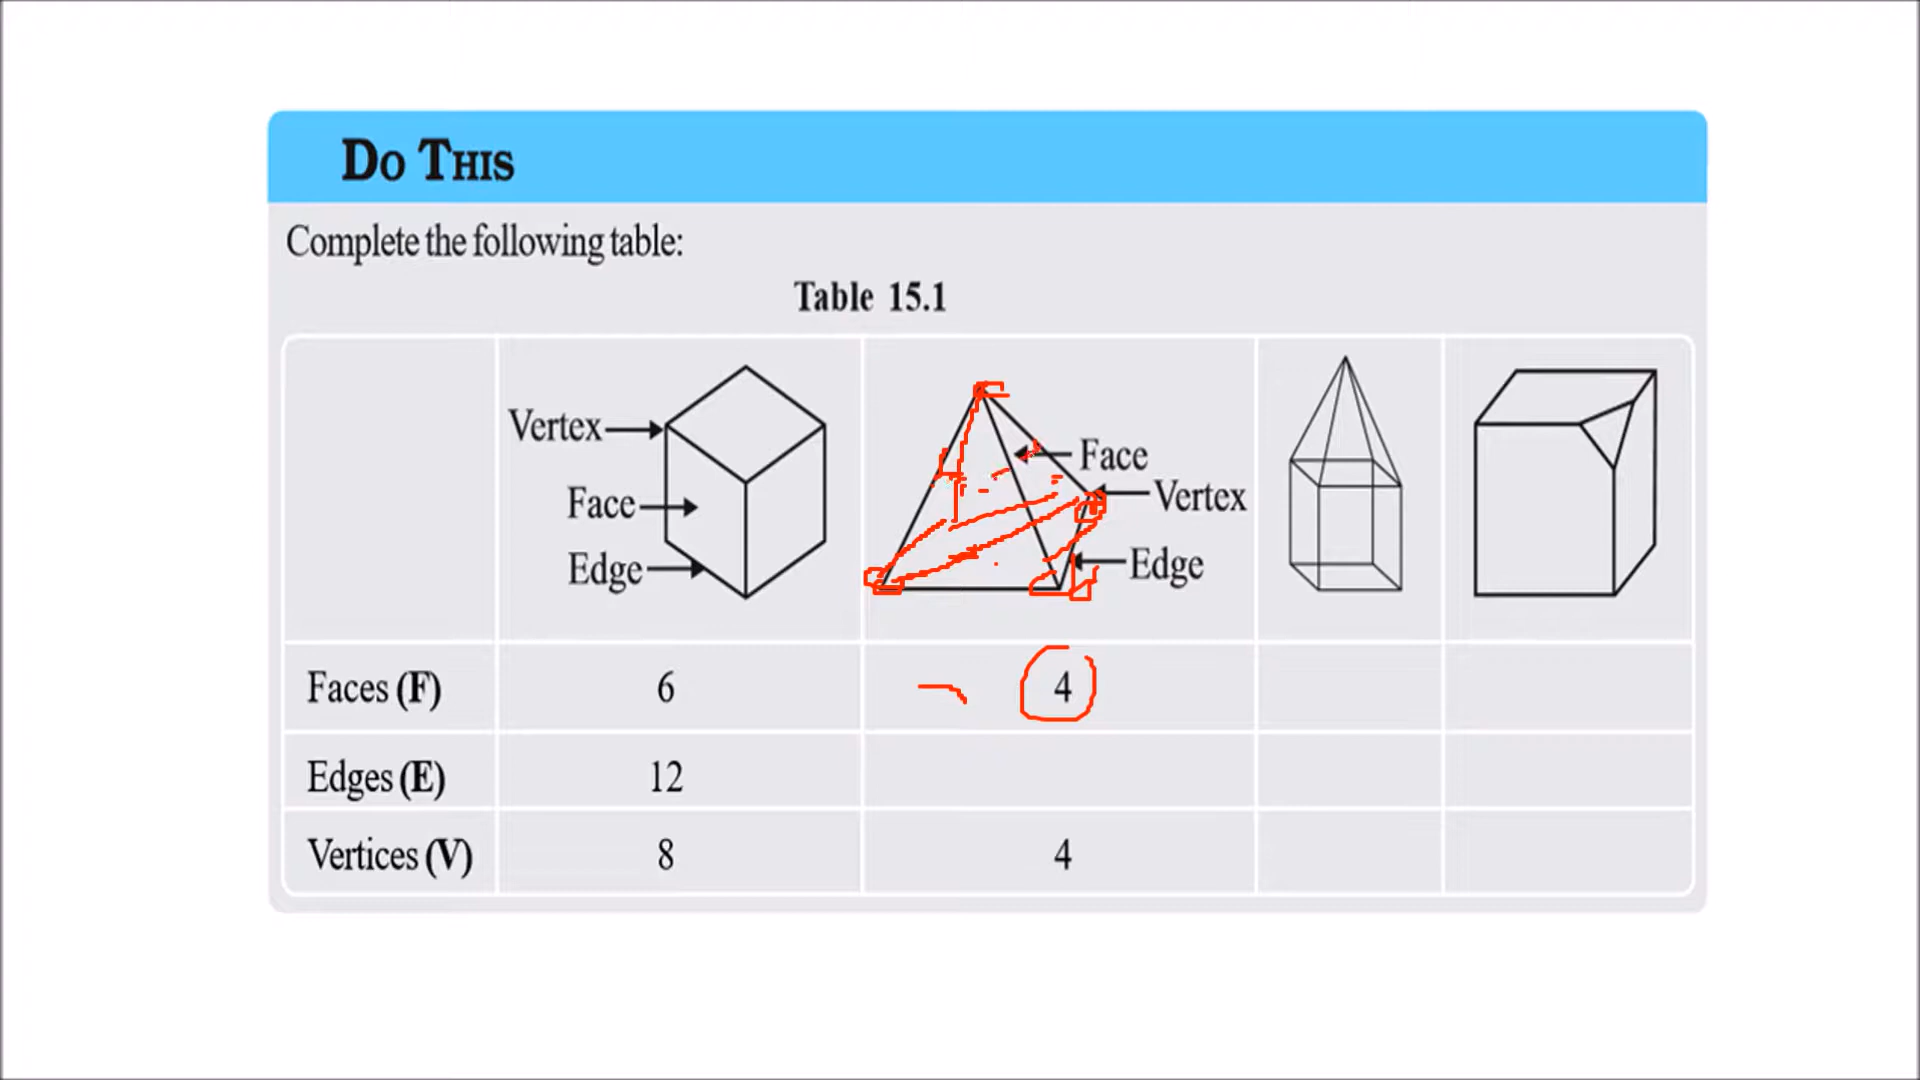 DO THIS
Complete the following table:
Table 15.1
Vertex
Face
Edge
Face
Vertex
Edge
Faces (F) 6 4
Edges (E) 12
Vertices (V) 8 4